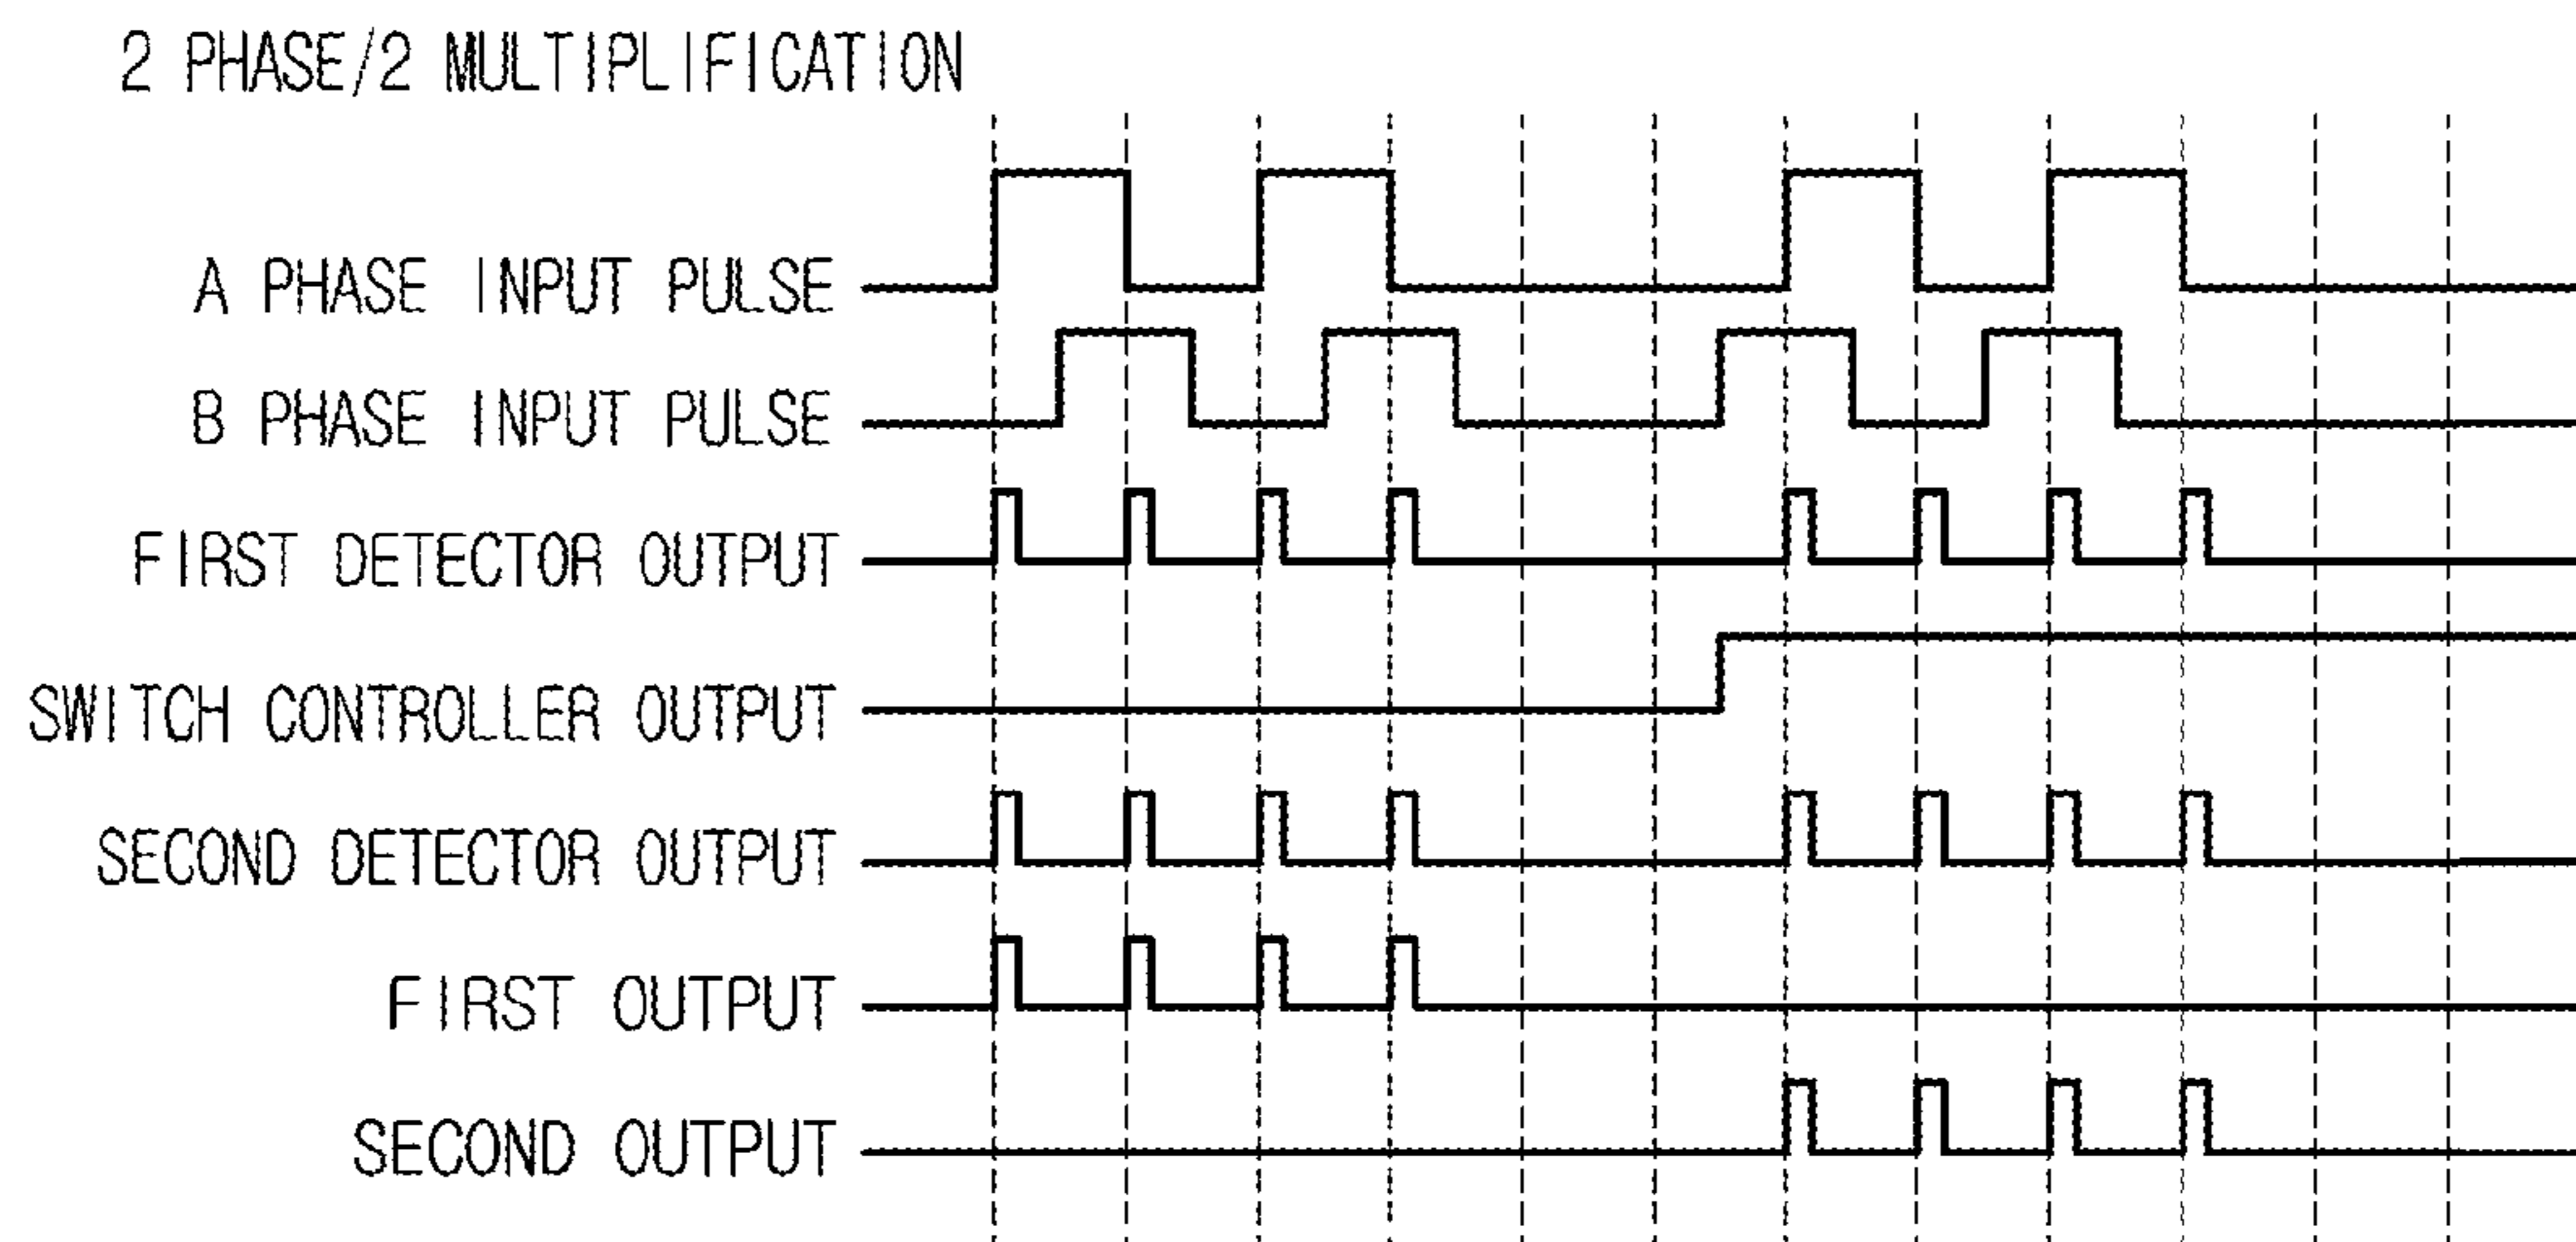 2 PHASE/2 MULTIPLIFICATION
A PHASE INPUT PULSE
B PHASE INPUT PULSE
FIRST DETECTOR OUTPUT
SWITCH CONTROLLER OUTPUT
SECOND DETECTOR OUTPUT
FIRST OUTPUT
SECOND OUTPUT